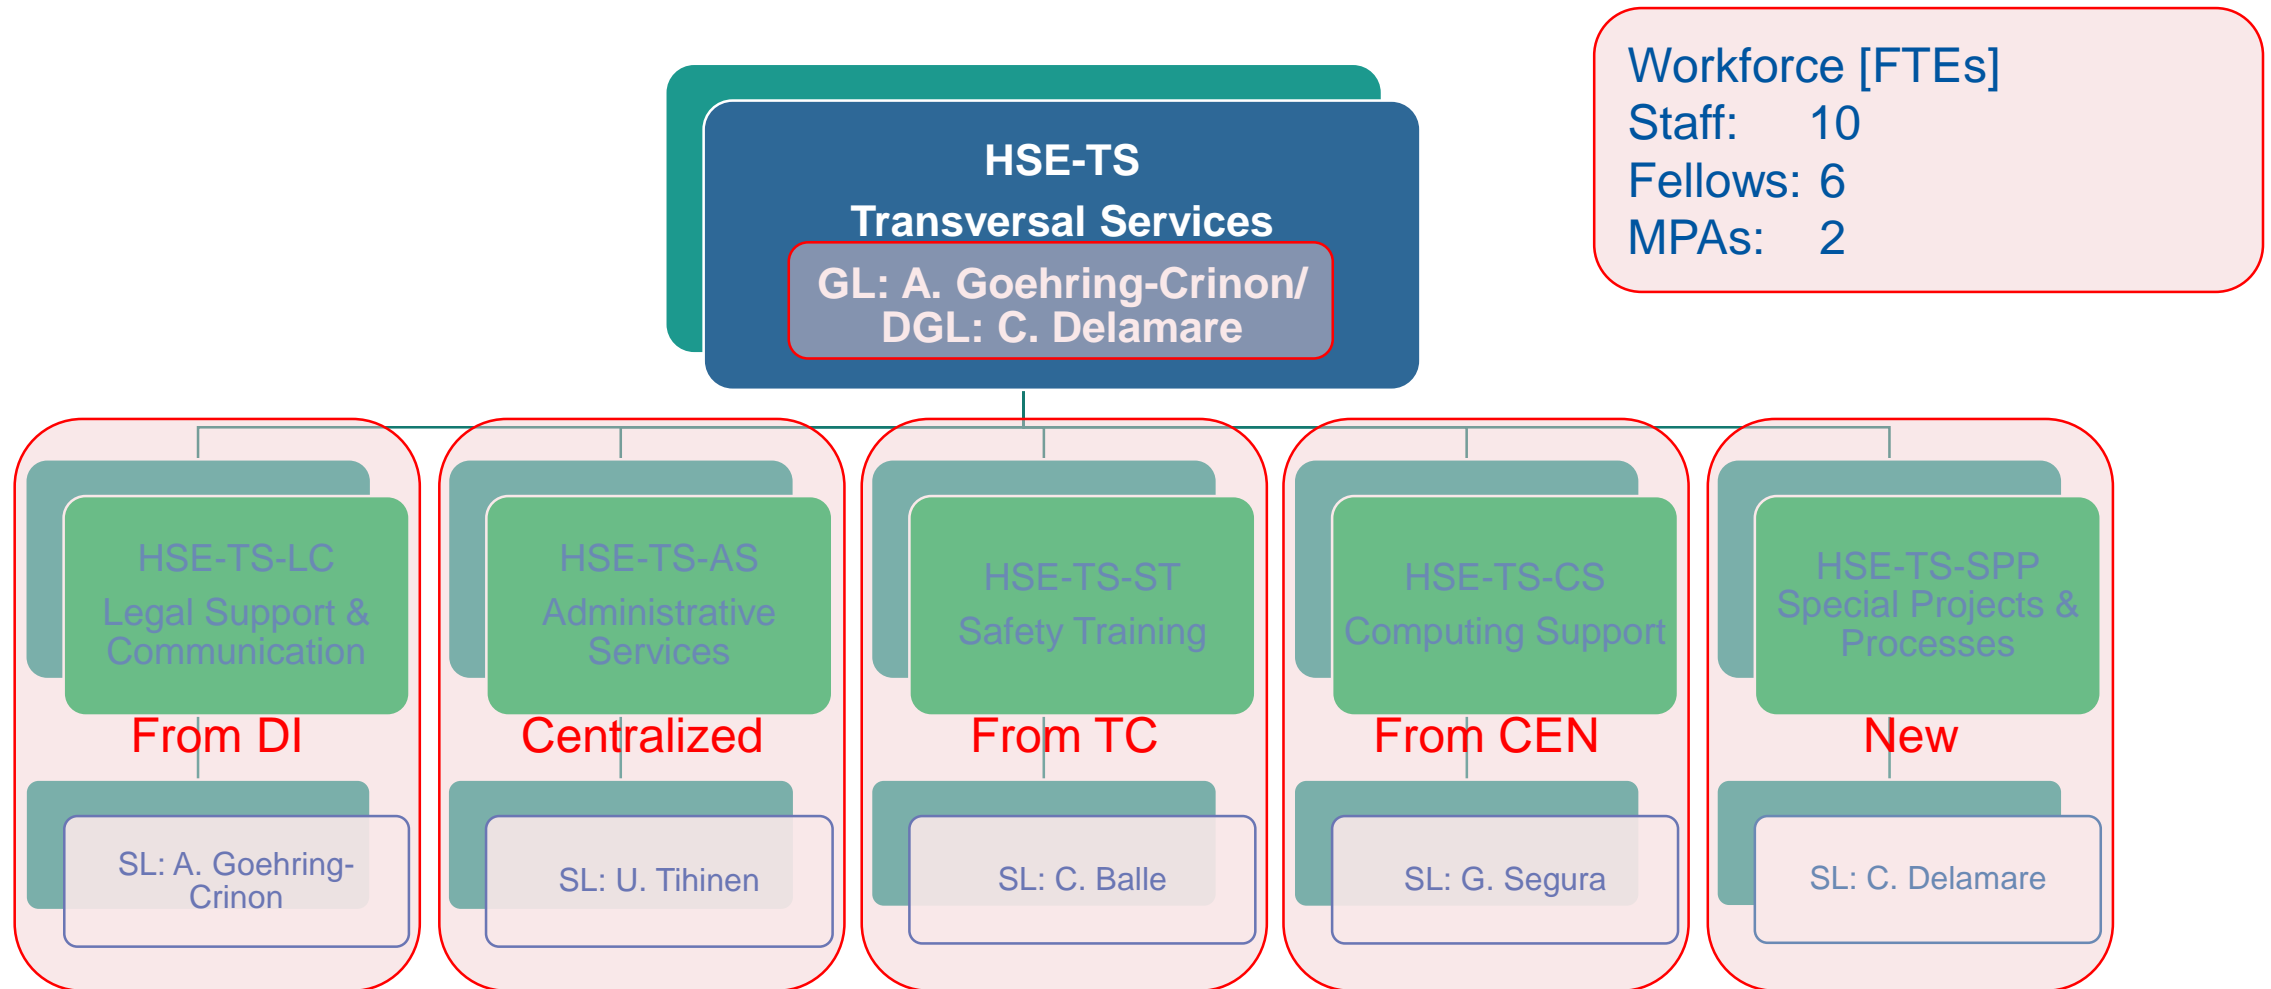 Workforce [FTEs]
Staff: 10
Fellows: 6
MPAs: 2
HSE-TS
Transversal Services
GL: A. Goehring-Crinon/
DGL: C. Delamare
HSE-TS-LC
Legal Support &
Communication
From DI
SL: A. Goehring-
Crinon
HSE-TS-AS
Administrative
Services
Centralized
SL: U. Tihinen
HSE-TS-ST
Safety Training
From TC
SL: C. Balle
HSE-TS-CS
Computing Support
From CEN
SL: G. Segura
HSE-TS-SPP
Special Projects &
Processes
New
SL: C. Delamare